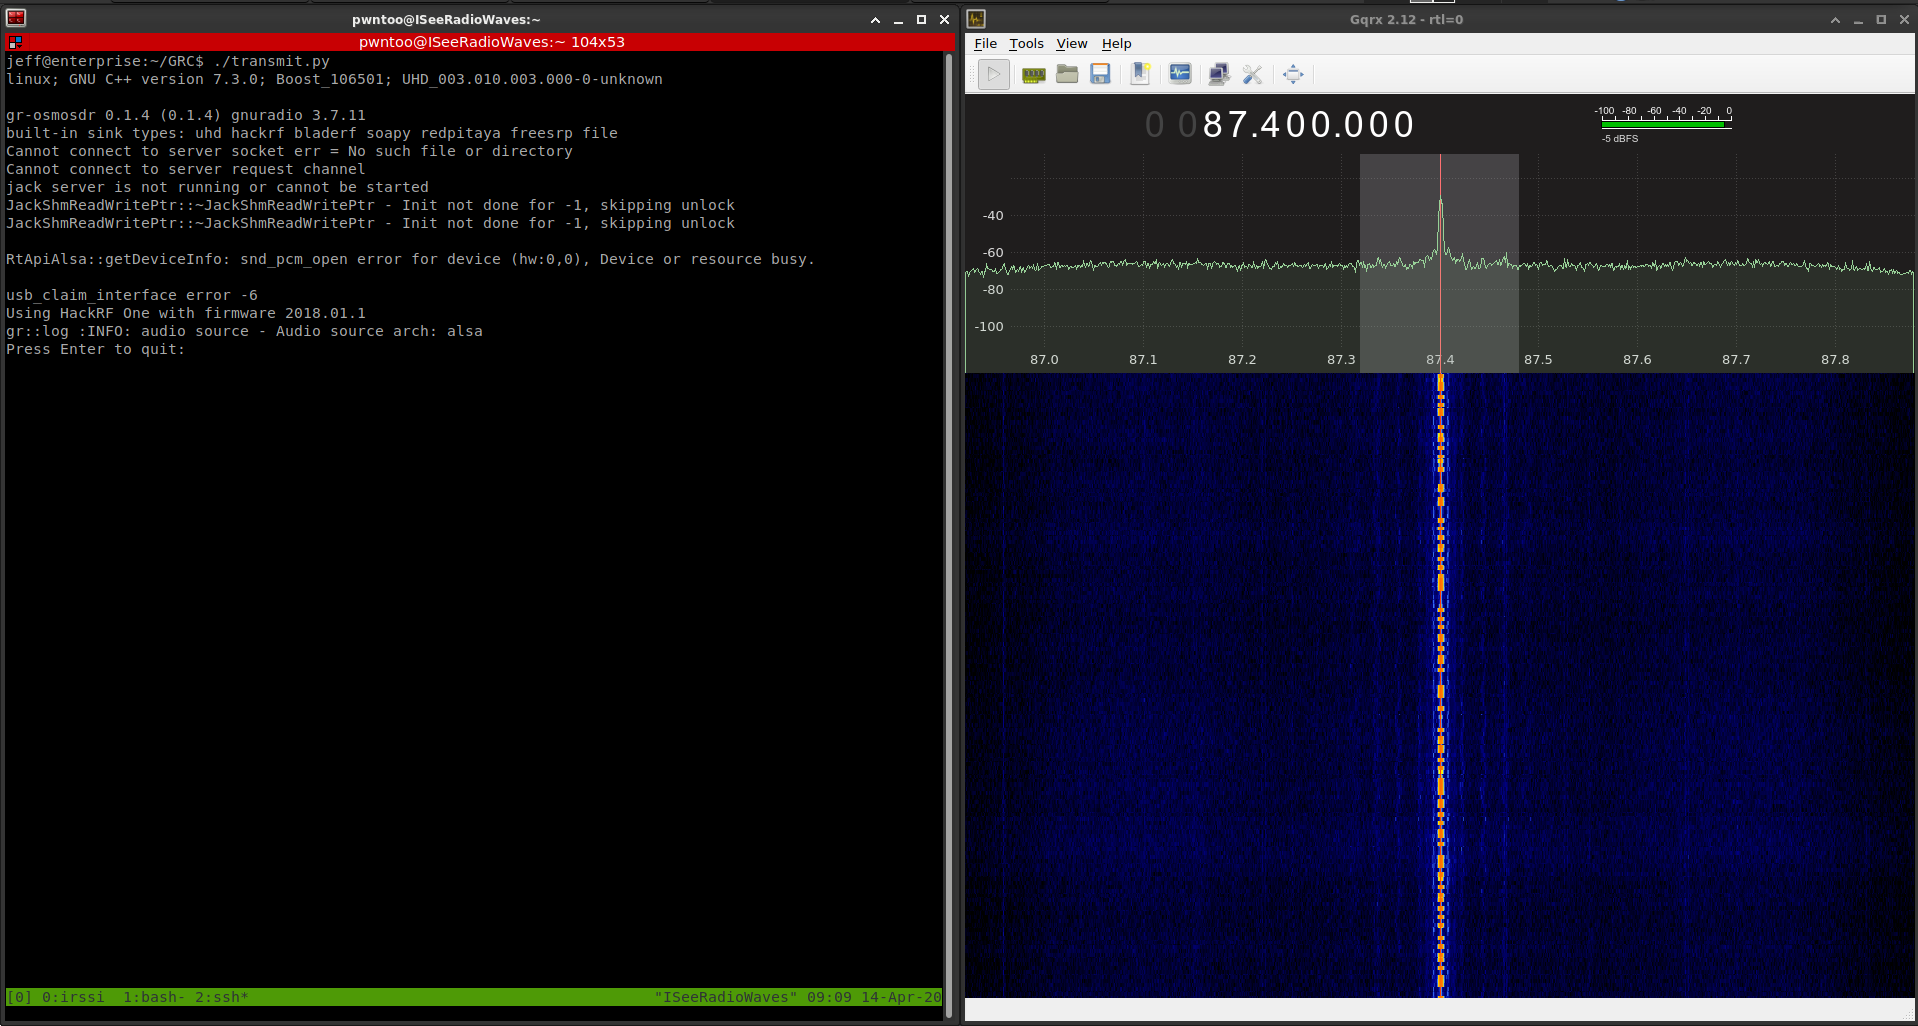 pwntoo@ISeeRadioWaves:~
pwntoo@ISeeRadioWaves:~ 104x53
jeff@enterprise:~/GRC$ ./transmit.py
linux; GNU C++ version 7.3.0; Boost_106501; UHD_003.010.003.000-0-unknown
gr-osmosdr 0.1.4 (0.1.4) gnuradio 3.7.11
built-in sink types: uhd hackrf bladerf soapy redpitaya freesrp file
Cannot connect to server socket err = No such file or directory
Cannot connect to server request channel
jack server is not running or cannot be started
JackShmReadWritePtr::~JackShmReadWritePtr - Init not done for -1, skipping unlock
JackShmReadWritePtr::~JackShmReadWritePtr - Init not done for -1, skipping unlock
RtApiAlsa::getDeviceInfo: snd_pcm_open error for device (hw:0,0), Device or resource busy.
usb_claim_interface error -6
Using HackRF One with firmware 2018.01.1
gr::log :INFO: audio source - Audio source arch: alsa
Press Enter to quit:
[0] 0:irssi  1:bash- 2:ssh*
"ISeeRadioWaves" 09:09 14-Apr-20
Gqrx 2.12 - rtl=0
File Tools View Help
0 087.400.000
-100 -80 -60 -40 -20 0
-5 dBFS
-40
-60
-80
-100
87.0 87.1 87.2 87.3 87.4 87.5 87.6 87.7 87.8